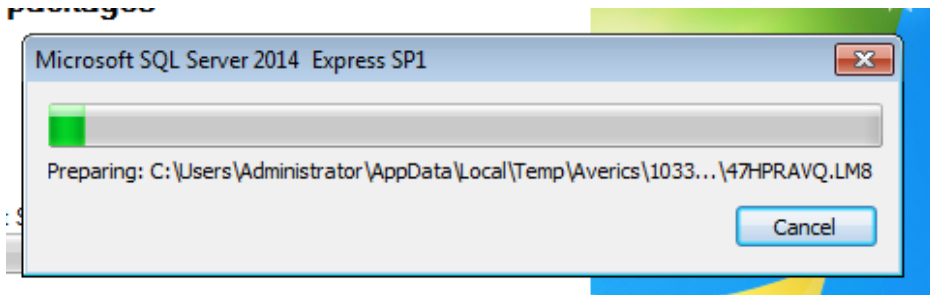 packages
Microsoft SQL Server 2014 Express SP1
Preparing: C:\Users\Administrator\AppData\Local\Temp\Averics\1033...\47HPRAVQ.LM8
Cancel